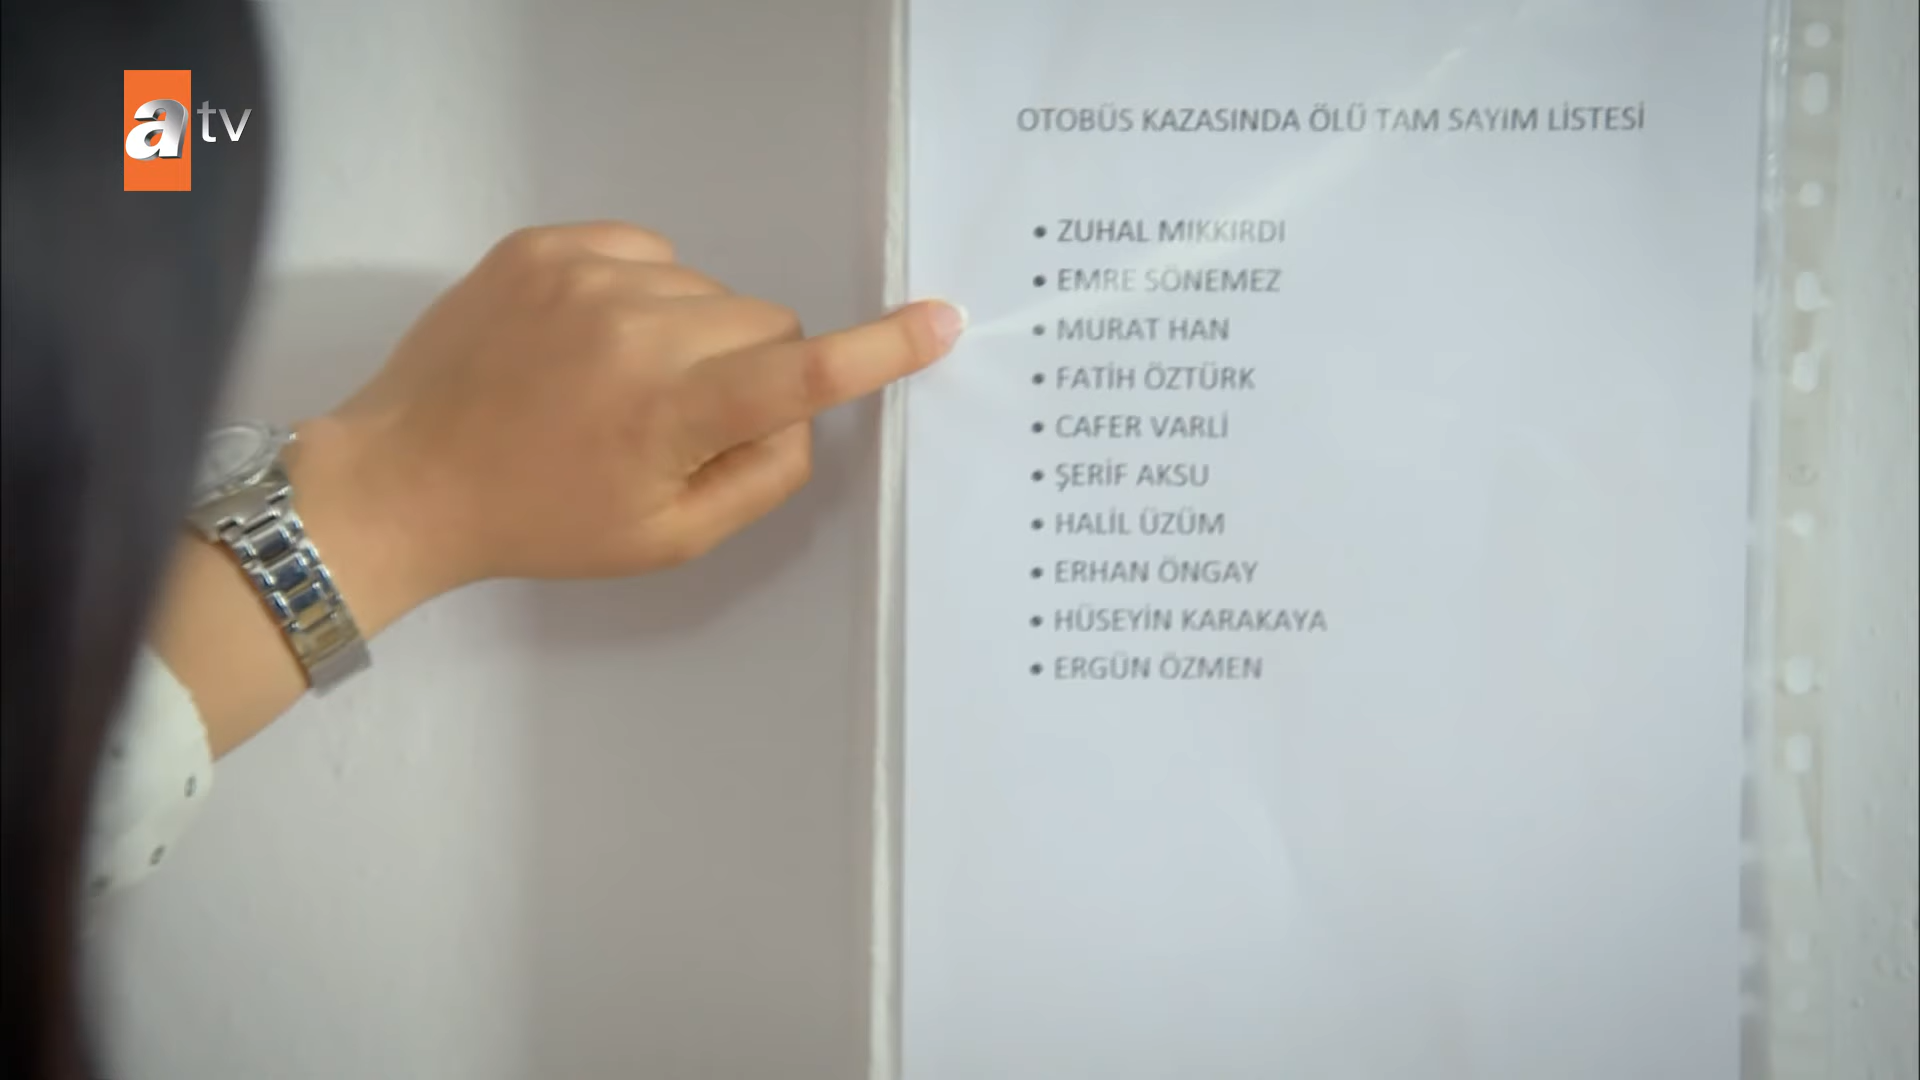 atv
OTOBÜS KAZASINDA ÖLÜ TAM SAYIM LİSTESİ
• ZUHAL MIKKIRDI
• EMRE SÖNEMEZ
• MURAT HAN
• FATİH ÖZTÜRK
• CAFER VARLİ
• ŞERİF AKSU
• HALİL ÜZÜM
• ERHAN ÖNGAY
• HÜSEYİN KARAKAYA
• ERGÜN ÖZMEN